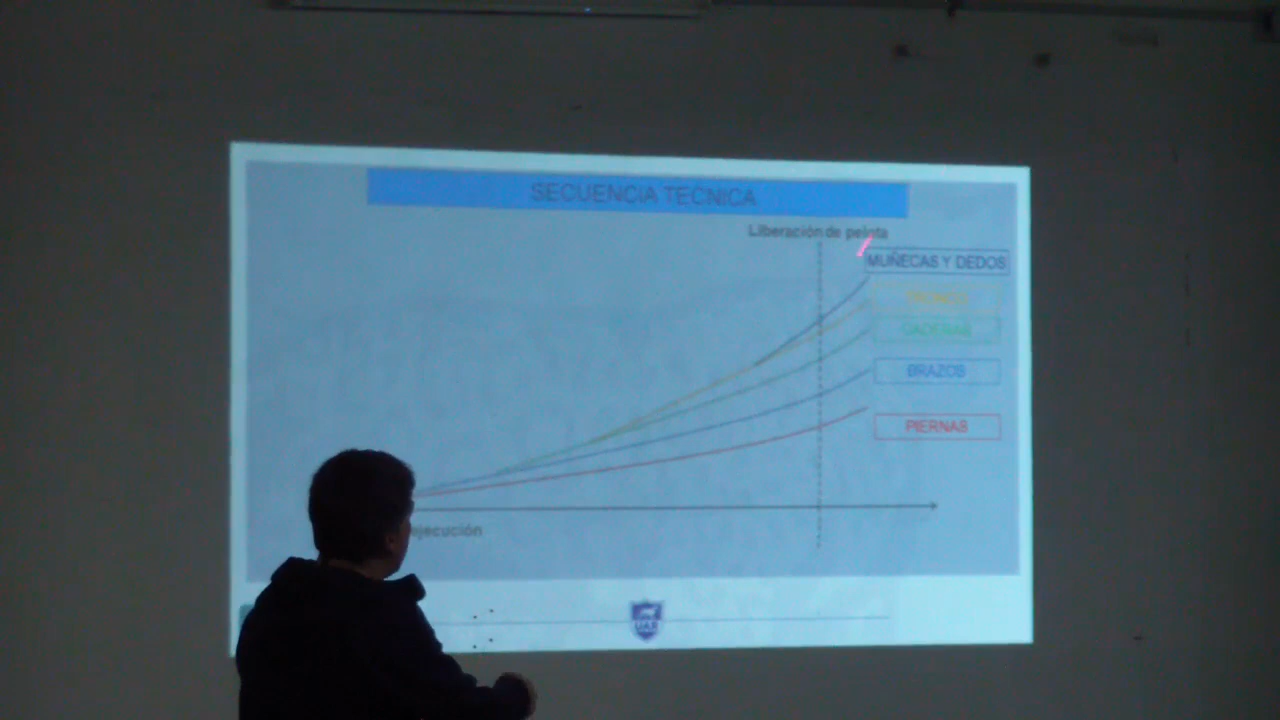 SECUENCIA TECNICA
Liberación de pelota
MUÑECAS Y DEDOS
TRONCO
CADERAS
BRAZOS
PIERNAS
ejecución